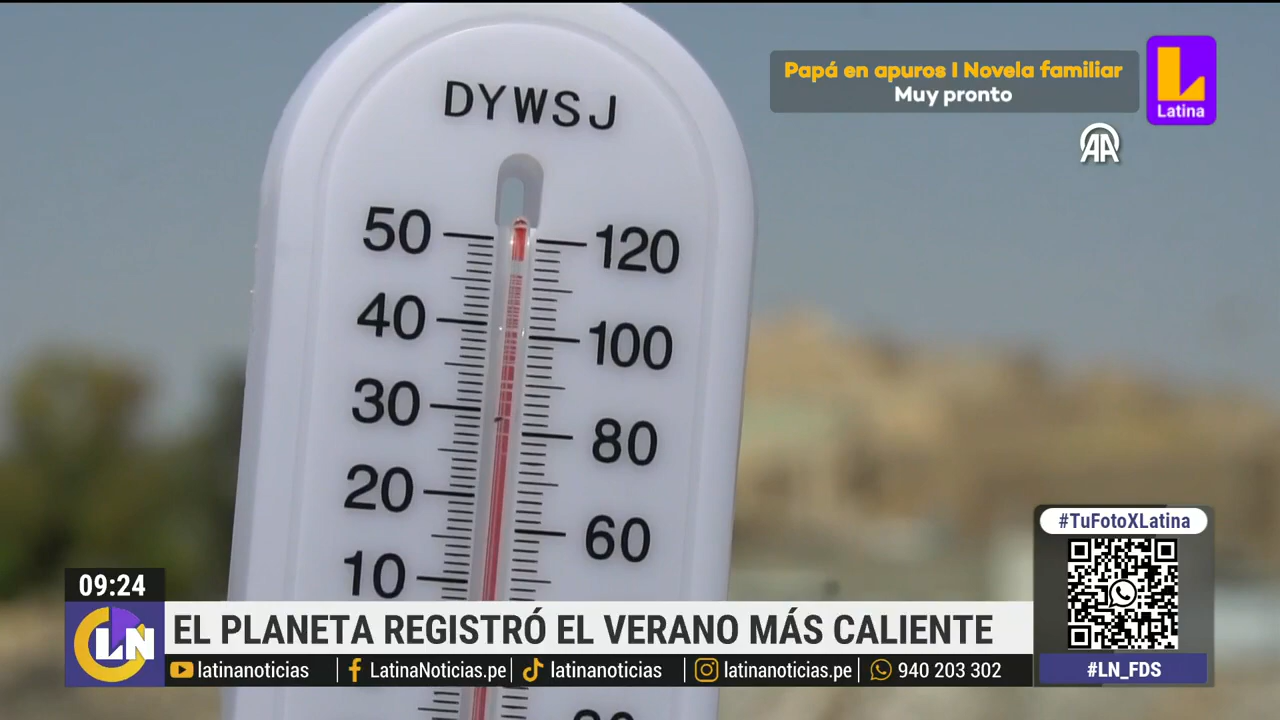 Papá en apuros I Novela familiar
Muy pronto
Latina
AA
DYWSJ
50 120
40 100
30 80
20 60
10
#TuFotoXLatina
09:24
LN
EL PLANETA REGISTRÓ EL VERANO MÁS CALIENTE
latinanoticias LatinaNoticias.pe latinanoticias latinanoticias.pe 940 203 302
#LN_FDS